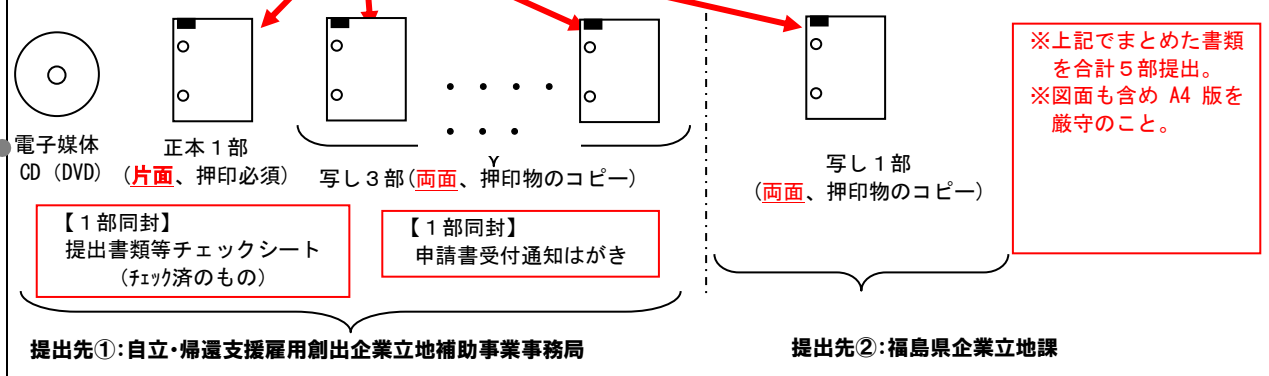 電子媒体
CD（DVD）
正本１部
（片面、押印必須）
写し３部（両面、押印物のコピー）
写し１部
（両面、押印物のコピー）
※上記でまとめた書類
を合計５部提出。
※図面も含め A4 版を
厳守のこと。
【１部同封】
提出書類等チェックシート
（ﾁｪｯｸ済のもの）
【１部同封】
申請書受付通知はがき
提出先①：自立・帰還支援雇用創出企業立地補助事業事務局
提出先②：福島県企業立地課